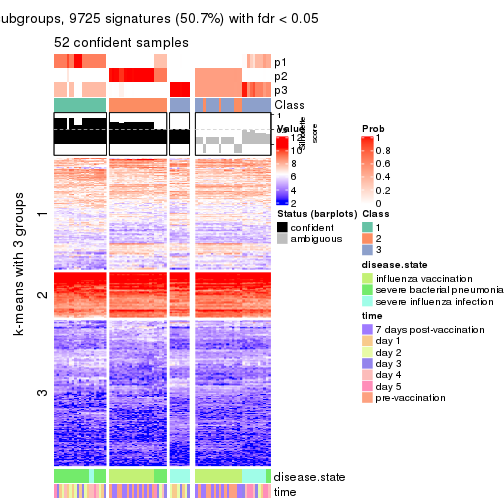 ubgroups, 9725 signatures (50.7%) with fdr < 0.05
52 confident samples
p1
p2
p3
Class
1
Silhouette
score
k-means with 3 groups
1
2
3
disease.state
time
Value
12
10
8
6
4
2
Status (barplots)
confident
ambiguous
Prob
1
0.8
0.6
0.4
0.2
0
Class
1
2
3
disease.state
influenza vaccination
severe bacterial pneumonia
severe influenza infection
time
7 days post-vaccination
day 1
day 2
day 3
day 4
day 5
pre-vaccination